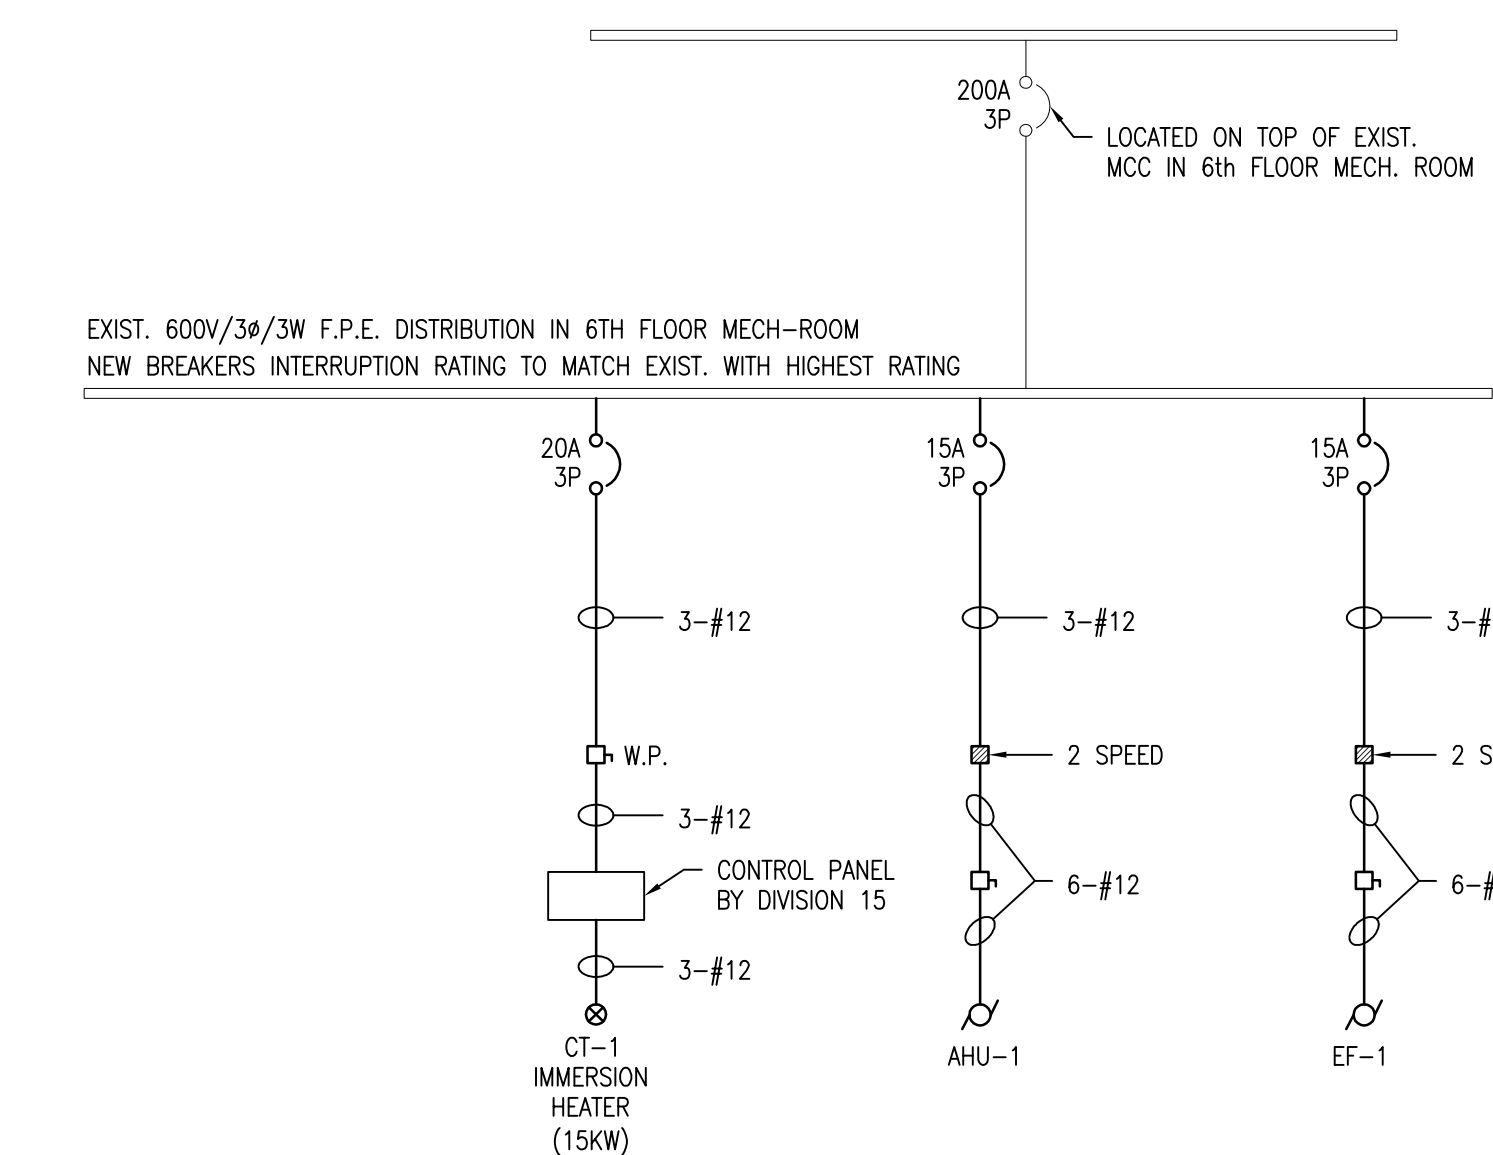 200A
3P
LOCATED ON TOP OF EXIST.
MCC IN 6th FLOOR MECH. ROOM
EXIST. 600V/3ø/3W F.P.E. DISTRIBUTION IN 6TH FLOOR MECH-ROOM
NEW BREAKERS INTERRUPTION RATING TO MATCH EXIST. WITH HIGHEST RATING
20A
3P
15A
3P
15A
3P
3-#12
3-#12
3-#
W.P.
2 SPEED
2 S
3-#12
CONTROL PANEL
BY DIVISION 15
6-#12
6-#
3-#12
CT-1
IMMERSION
HEATER
(15KW)
AHU-1
EF-1